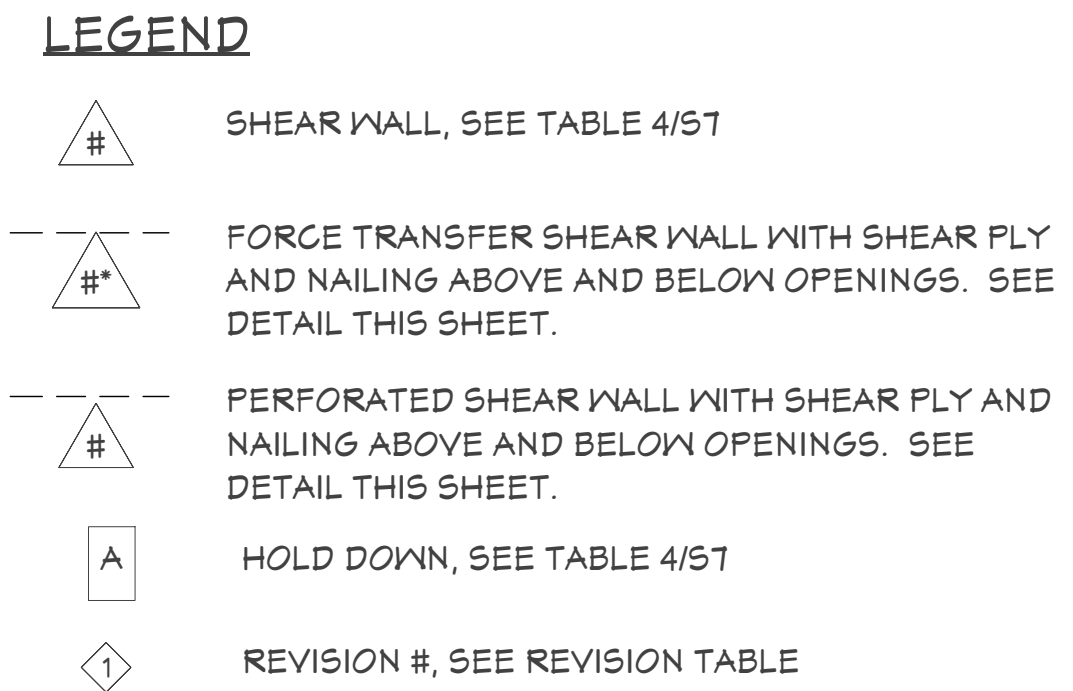 LEGEND
# SHEAR WALL, SEE TABLE 4/S7
#* FORCE TRANSFER SHEAR WALL WITH SHEAR PLY
AND NAILING ABOVE AND BELOW OPENINGS. SEE
DETAIL THIS SHEET.
# PERFORATED SHEAR WALL WITH SHEAR PLY AND
NAILING ABOVE AND BELOW OPENINGS. SEE
DETAIL THIS SHEET.
A HOLD DOWN, SEE TABLE 4/S7
1 REVISION #, SEE REVISION TABLE